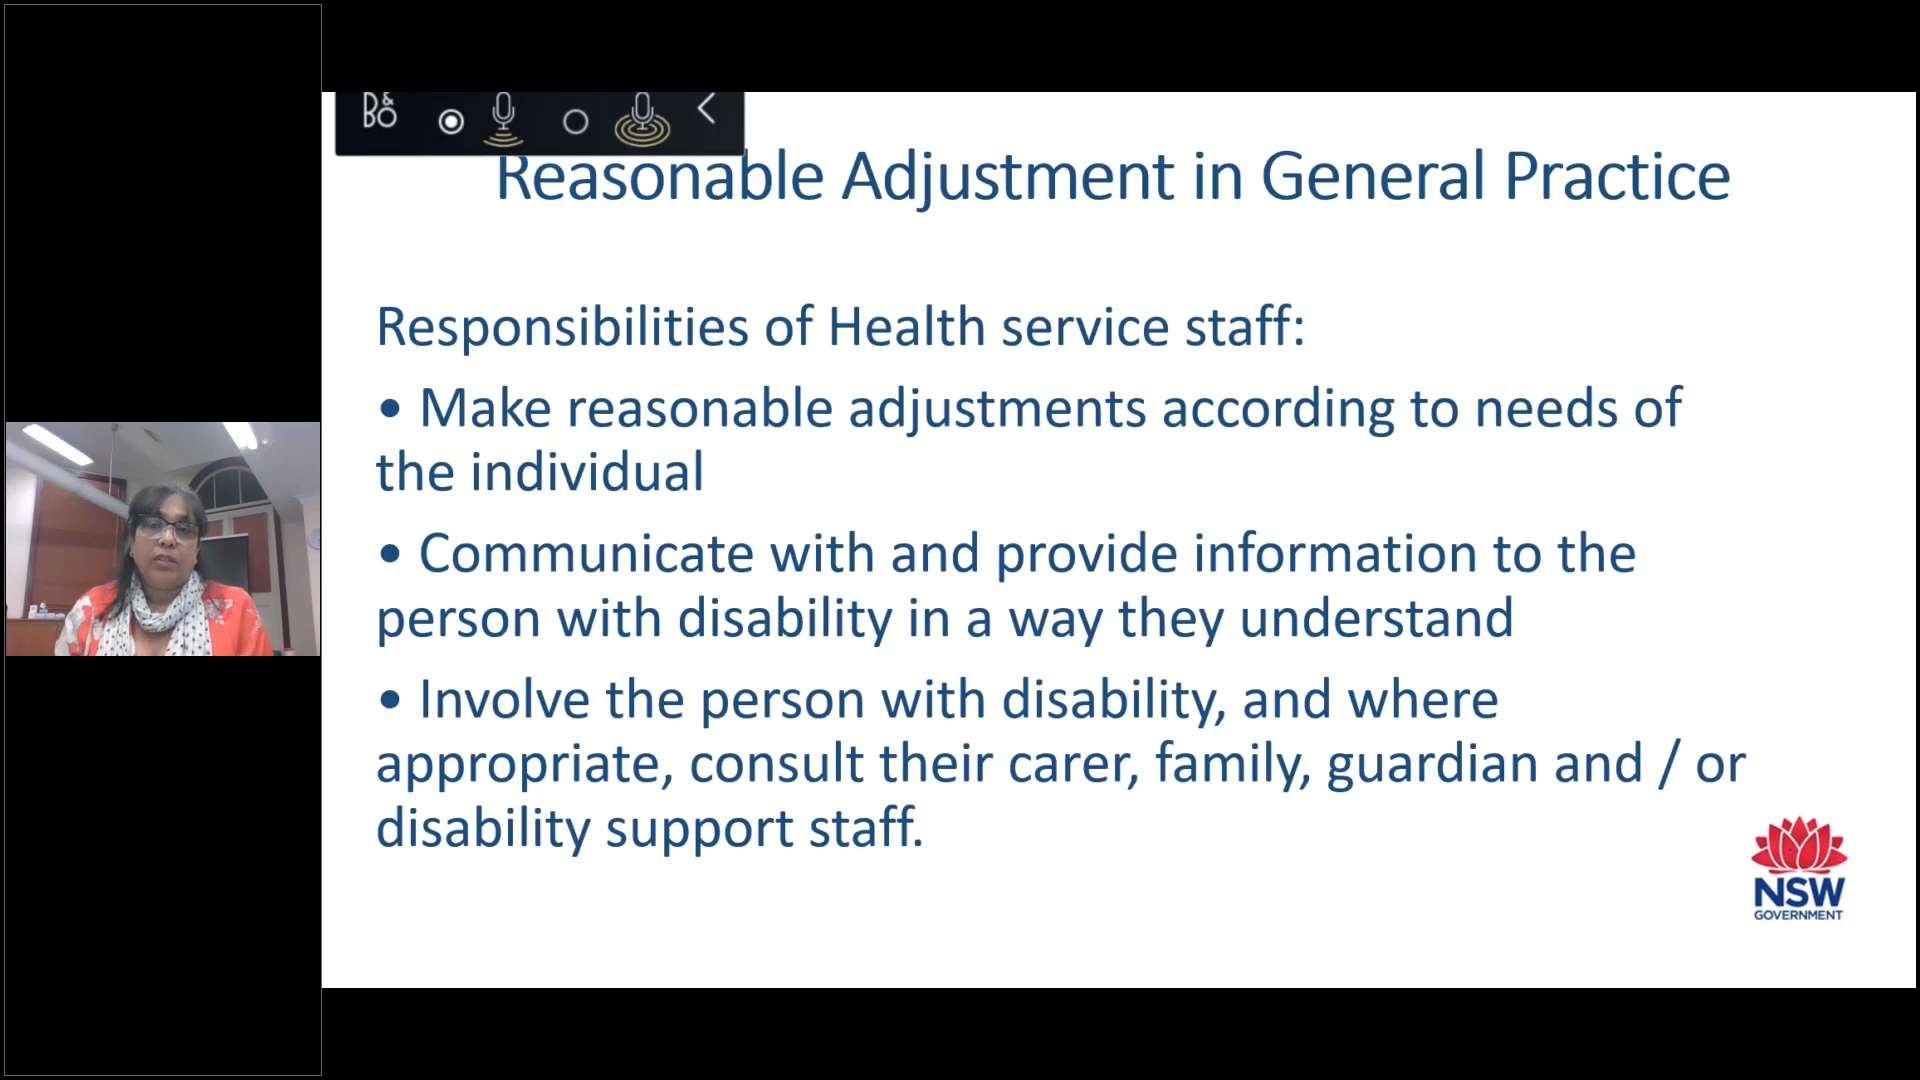 B&O
Reasonable Adjustment in General Practice
Responsibilities of Health service staff:
• Make reasonable adjustments according to needs of
the individual
• Communicate with and provide information to the
person with disability in a way they understand
• Involve the person with disability, and where
appropriate, consult their carer, family, guardian and / or
disability support staff.
NSW
GOVERNMENT